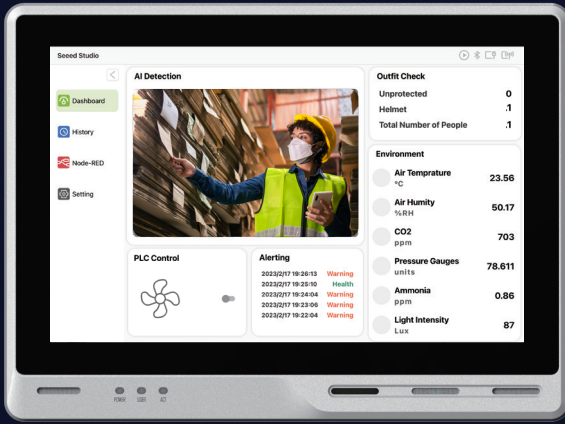 Seeed Studio
Dashboard
History
Node-RED
Setting
AI Detection
PLC Control
Alerting
2023/2/17 19:26:13 Warning
2023/2/17 19:25:10 Health
2023/2/17 19:24:04 Warning
2023/2/17 19:23:06 Warning
2023/2/17 19:22:04 Warning
Outfit Check
Unprotected 0
Helmet .1
Total Number of People .1
Environment
Air Temprature 23.56
°C
Air Humity 50.17
%RH
CO2 703
ppm
Pressure Gauges 78.611
units
Ammonia 0.86
ppm
Light Intensity 87
Lux
POWER USER ACT